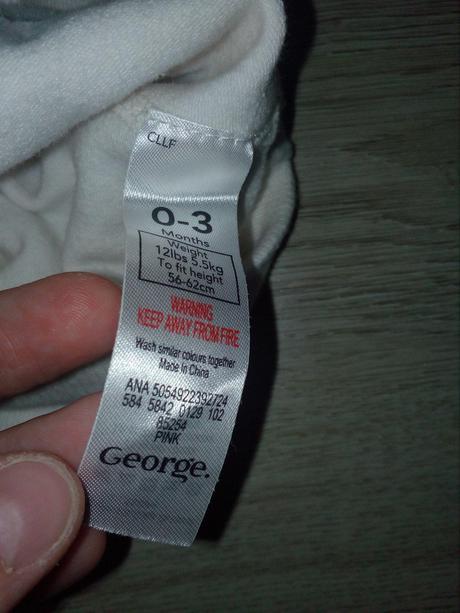 CLLF
0-3
Months
Weight
12lbs 5.5kg
To fit height
56-62cm
WARNING
KEEP AWAY FROM FIRE
Wash similar colours together
Made In China
ANA 5054922392724
584 5842 0129 102
85254
PINK
George.